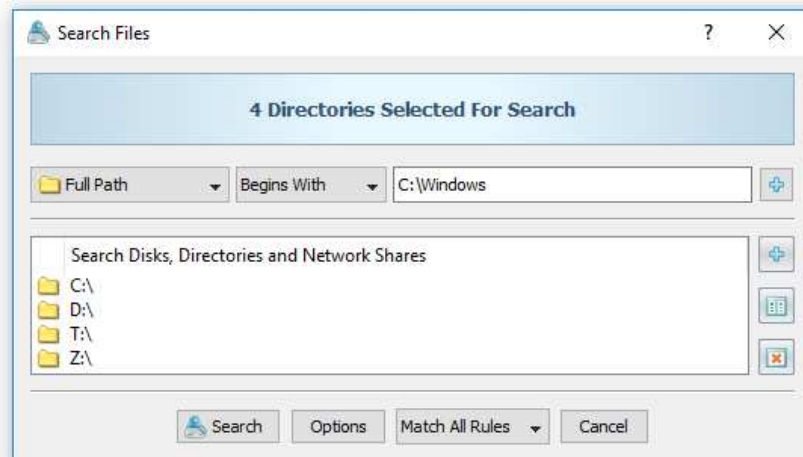 Search Files
?
4 Directories Selected For Search
Full Path Begins With C:\Windows
Search Disks, Directories and Network Shares
C:\
D:\
T:\
Z:\
Search Options Match All Rules Cancel